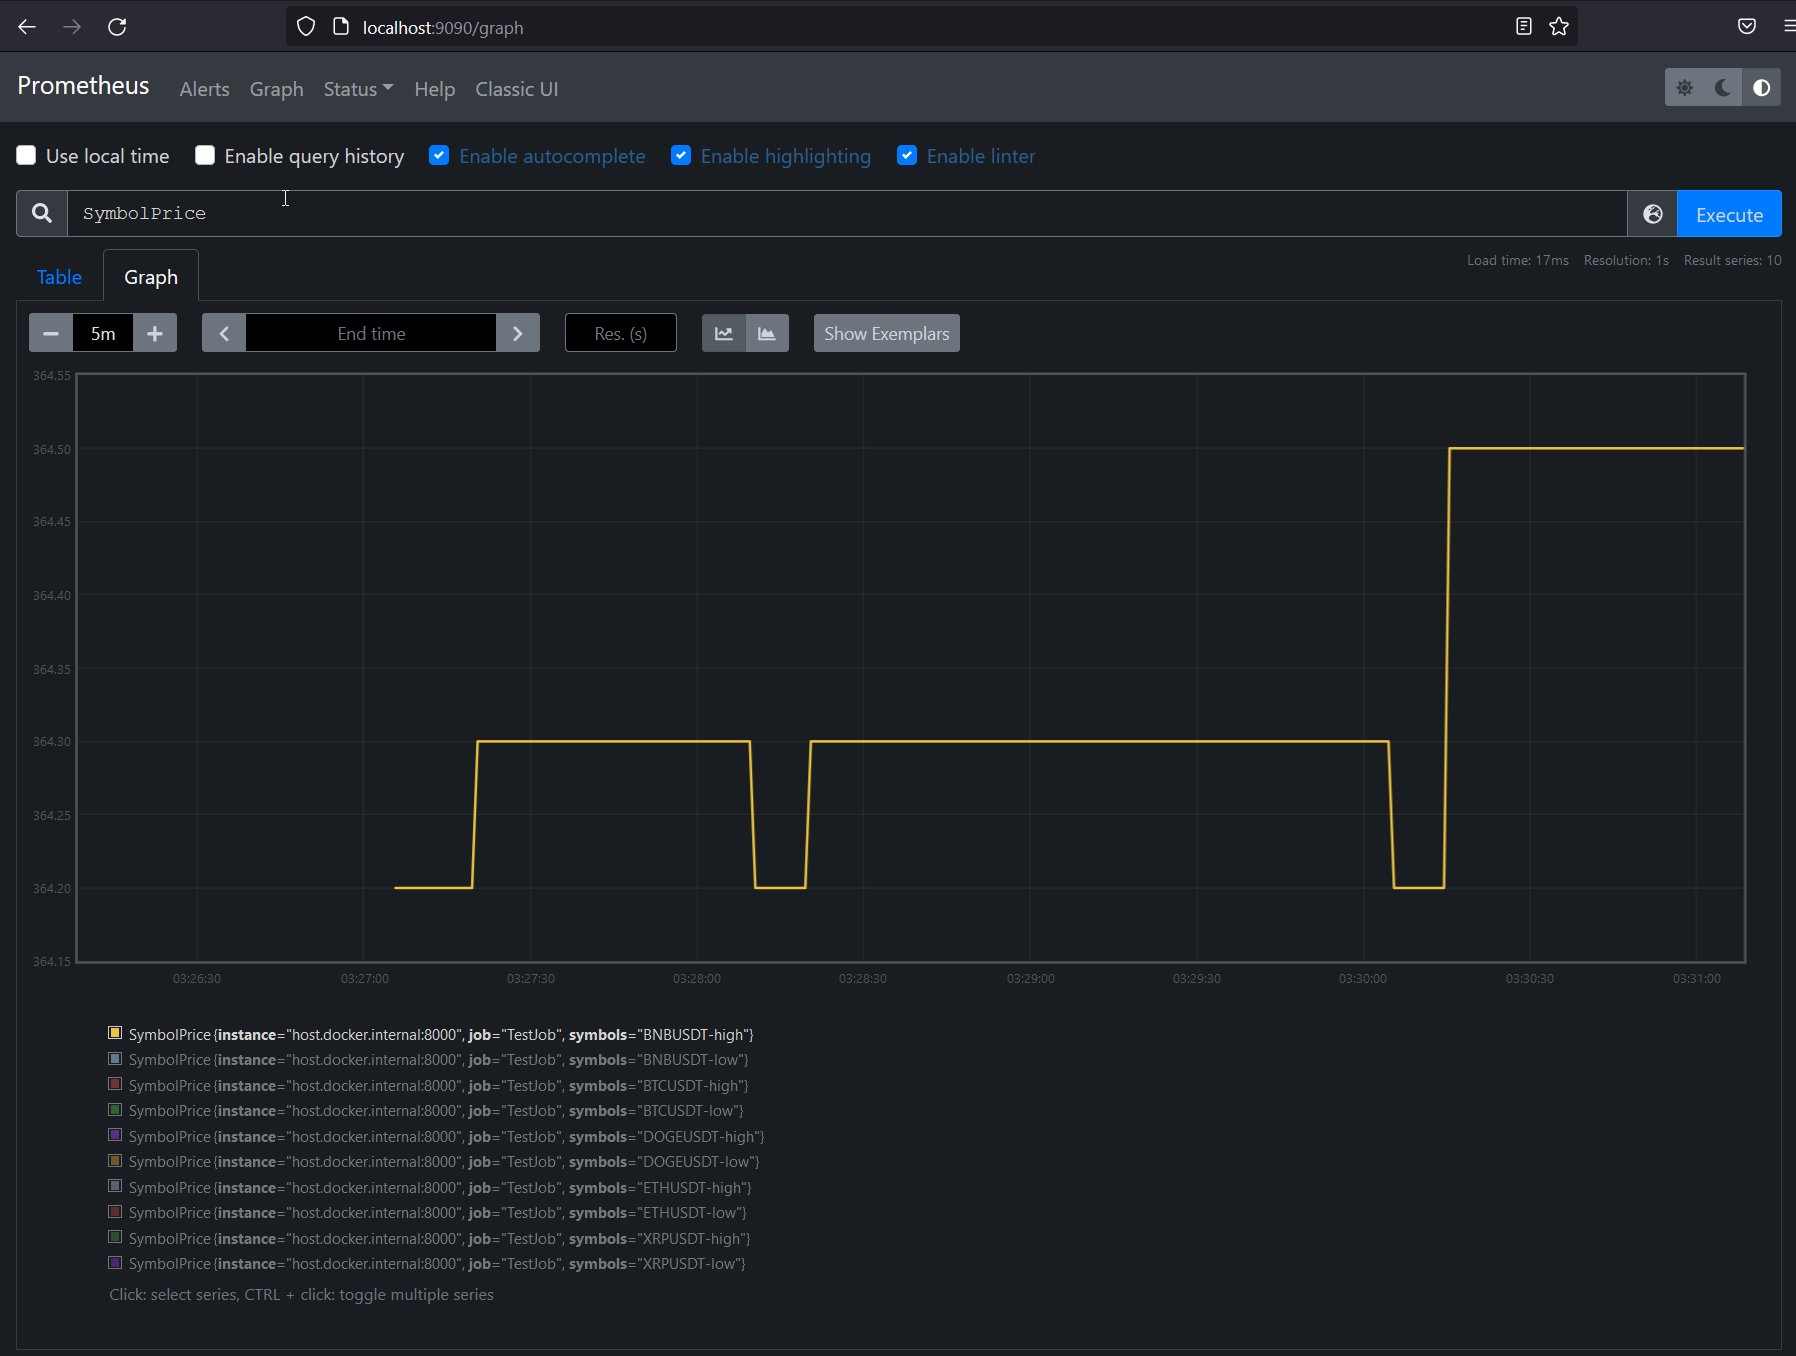 localhost:9090/graph
Prometheus Alerts Graph Status Help Classic UI
Use local time Enable query history Enable autocomplete Enable highlighting Enable linter
SymbolPrice Execute
Table Graph Load time: 17ms Resolution: 1s Result series: 10
5m End time Res. (s) Show Exemplars
364.55
364.50
364.45
364.40
364.35
364.30
364.25
364.20
364.15
03:26:30 03:27:00 03:27:30 03:28:00 03:28:30 03:29:00 03:29:30 03:30:00 03:30:30 03:31:00
SymbolPrice{instance="host.docker.internal:8000", job="TestJob", symbols="BNBUSDT-high"}
SymbolPrice{instance="host.docker.internal:8000", job="TestJob", symbols="BNBUSDT-low"}
SymbolPrice{instance="host.docker.internal:8000", job="TestJob", symbols="BTCUSDT-high"}
SymbolPrice{instance="host.docker.internal:8000", job="TestJob", symbols="BTCUSDT-low"}
SymbolPrice{instance="host.docker.internal:8000", job="TestJob", symbols="DOGEUSDT-high"}
SymbolPrice{instance="host.docker.internal:8000", job="TestJob", symbols="DOGEUSDT-low"}
SymbolPrice{instance="host.docker.internal:8000", job="TestJob", symbols="ETHUSDT-high"}
SymbolPrice{instance="host.docker.internal:8000", job="TestJob", symbols="ETHUSDT-low"}
SymbolPrice{instance="host.docker.internal:8000", job="TestJob", symbols="XRPUSDT-high"}
SymbolPrice{instance="host.docker.internal:8000", job="TestJob", symbols="XRPUSDT-low"}
Click: select series, CTRL + click: toggle multiple series